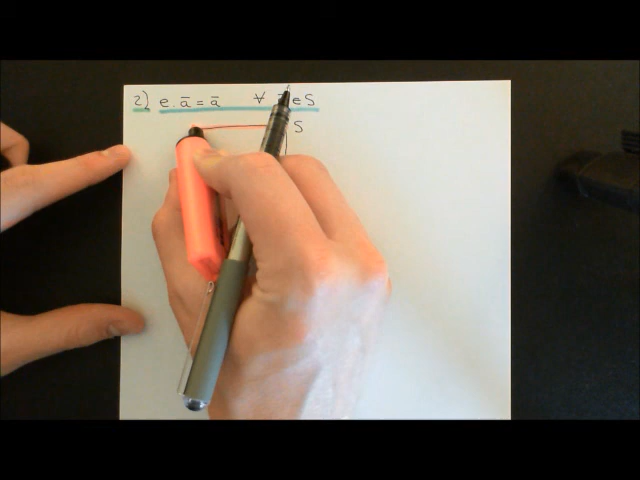 2) e.ā = ā ∀ e S
S